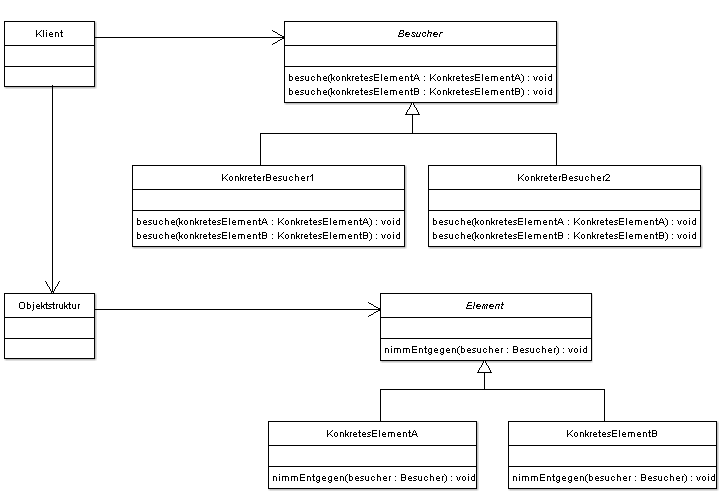 Klient
Besucher
besuche(konkretesElementA : KonkretesElementA) : void
besuche(konkretesElementB : KonkretesElementB) : void
KonkreterBesucher1
besuche(konkretesElementA : KonkretesElementA) : void
besuche(konkretesElementB : KonkretesElementB) : void
KonkreterBesucher2
besuche(konkretesElementA : KonkretesElementA) : void
besuche(konkretesElementB : KonkretesElementB) : void
Objektstruktur
Element
nimmEntgegen(besucher : Besucher) : void
KonkretesElementA
nimmEntgegen(besucher : Besucher) : void
KonkretesElementB
nimmEntgegen(besucher : Besucher) : void